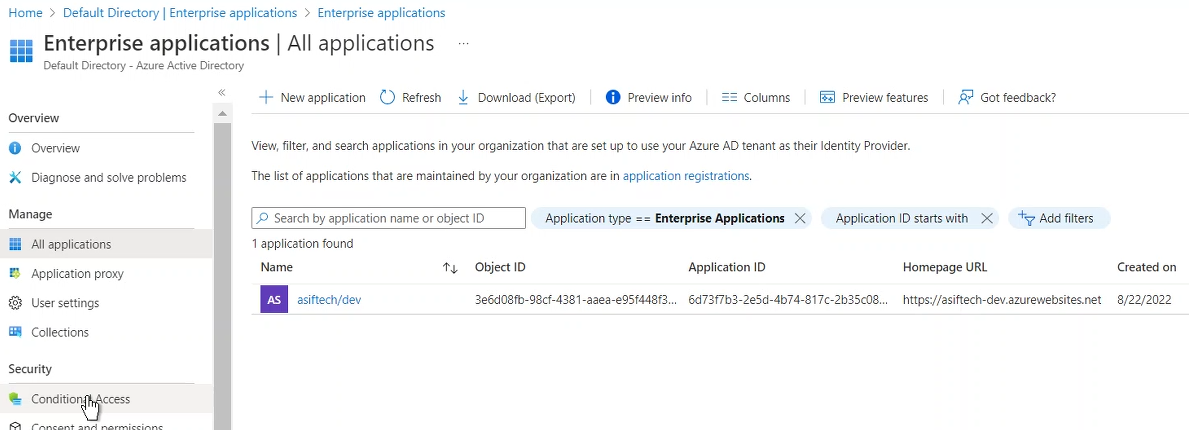 Home > Default Directory | Enterprise applications > Enterprise applications
Enterprise applications | All applications ...
Default Directory - Azure Active Directory
«
Overview
Overview
Diagnose and solve problems
Manage
All applications
Application proxy
User settings
Collections
Security
Conditional Access
Consent and permissions
New application Refresh Download (Export) Preview info Columns Preview features Got feedback?
View, filter, and search applications in your organization that are set up to use your Azure AD tenant as their Identity Provider.
The list of applications that are maintained by your organization are in application registrations.
Search by application name or object ID Application type == Enterprise Applications Application ID starts with Add filters
1 application found
Name Object ID Application ID Homepage URL Created on
AS asiftech/dev 3e6d08fb-98cf-4381-aaea-e95f448f3... 6d73f7b3-2e5d-4b74-817c-2b35c08... https://asiftech-dev.azurewebsites.net 8/22/2022